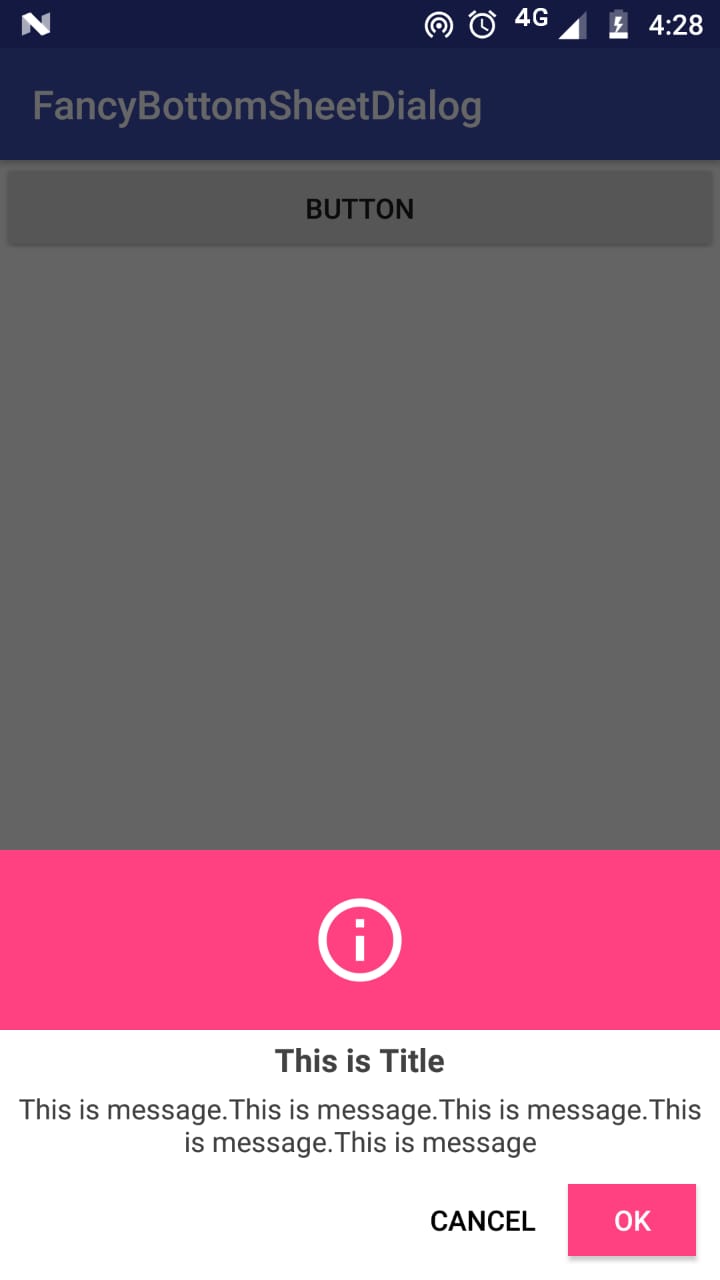 4G 4:28
FancyBottomSheetDialog
BUTTON
This is Title
This is message.This is message.This is message.This
is message.This is message
CANCEL OK